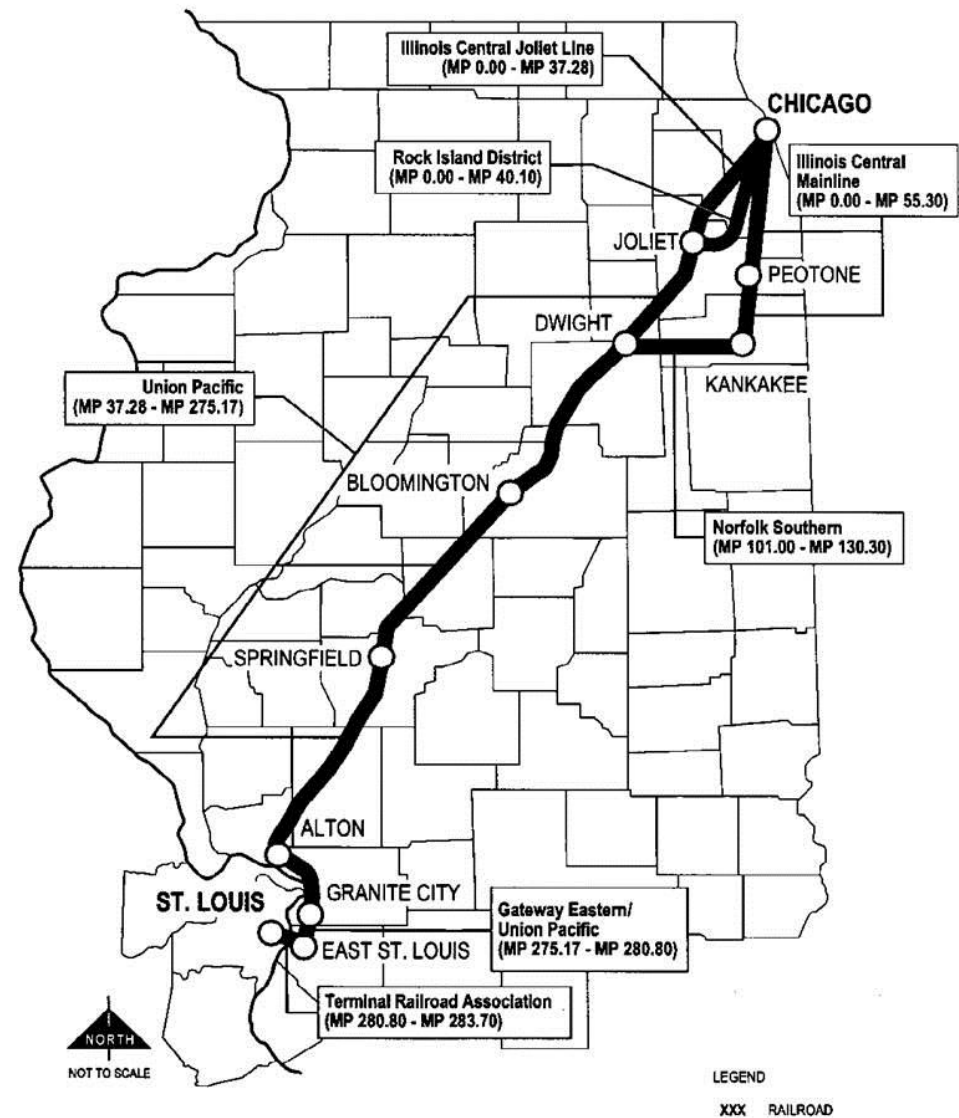 Illinois Central Joliet Line
(MP 0.00 - MP 37.28)
CHICAGO
Rock Island District
(MP 0.00 - MP 40.10)
Illinois Central
Mainline
(MP 0.00 - MP 55.30)
JOLIET
PEOTONE
DWIGHT
KANKAKEE
Union Pacific
(MP 37.28 - MP 275.17)
BLOOMINGTON
Norfolk Southern
(MP 101.00 - MP 130.30)
SPRINGFIELD
ALTON
GRANITE CITY
ST. LOUIS
Gateway Eastern/
Union Pacific
(MP 275.17 - MP 280.80)
EAST ST. LOUIS
Terminal Railroad Association
(MP 280.80 - MP 283.70)
NORTH
NOT TO SCALE
LEGEND
XXX RAILROAD